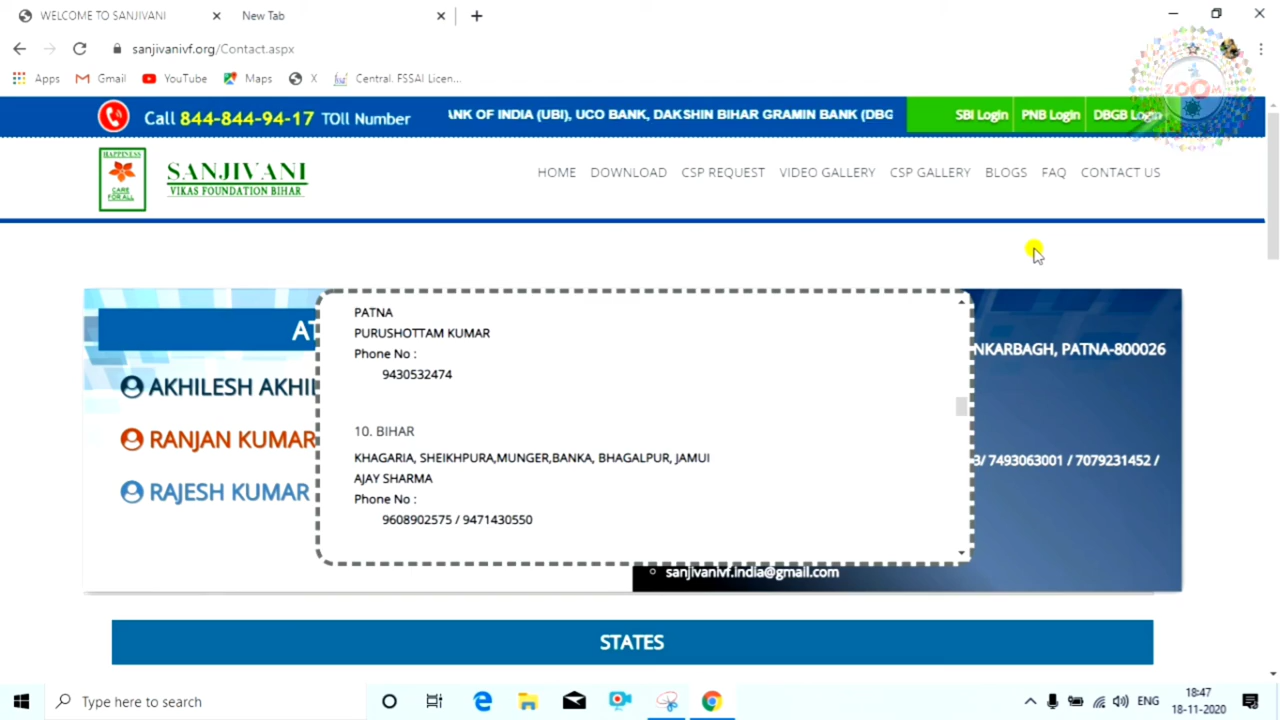 WELCOME TO SANJIVANI
New Tab
sanjivanivf.org/Contact.aspx
Apps
Gmail
YouTube
Maps
X
Central. FSSAI Licen...
ZOOM
Call 844-844-94-17 TOll Number
ANK OF INDIA (UBI), UCO BANK, DAKSHIN BIHAR GRAMIN BANK (DBG
SBI Login
PNB Login
DBGB Login
HAPPINESS
CARE
FOR ALL
SANJIVANI
VIKAS FOUNDATION BIHAR
HOME
DOWNLOAD
CSP REQUEST
VIDEO GALLERY
CSP GALLERY
BLOGS
FAQ
CONTACT US
AT
AKHILESH AKHIL
RANJAN KUMAR
RAJESH KUMAR
PATNA
PURUSHOTTAM KUMAR
Phone No :
9430532474
10. BIHAR
KHAGARIA, SHEIKHPURA,MUNGER,BANKA, BHAGALPUR, JAMUI
AJAY SHARMA
Phone No :
9608902575 / 9471430550
NKARBAGH, PATNA-800026
3/ 7493063001 / 7079231452 /
sanjivanivf.india@gmail.com
STATES
Type here to search
ENG
18:47
18-11-2020